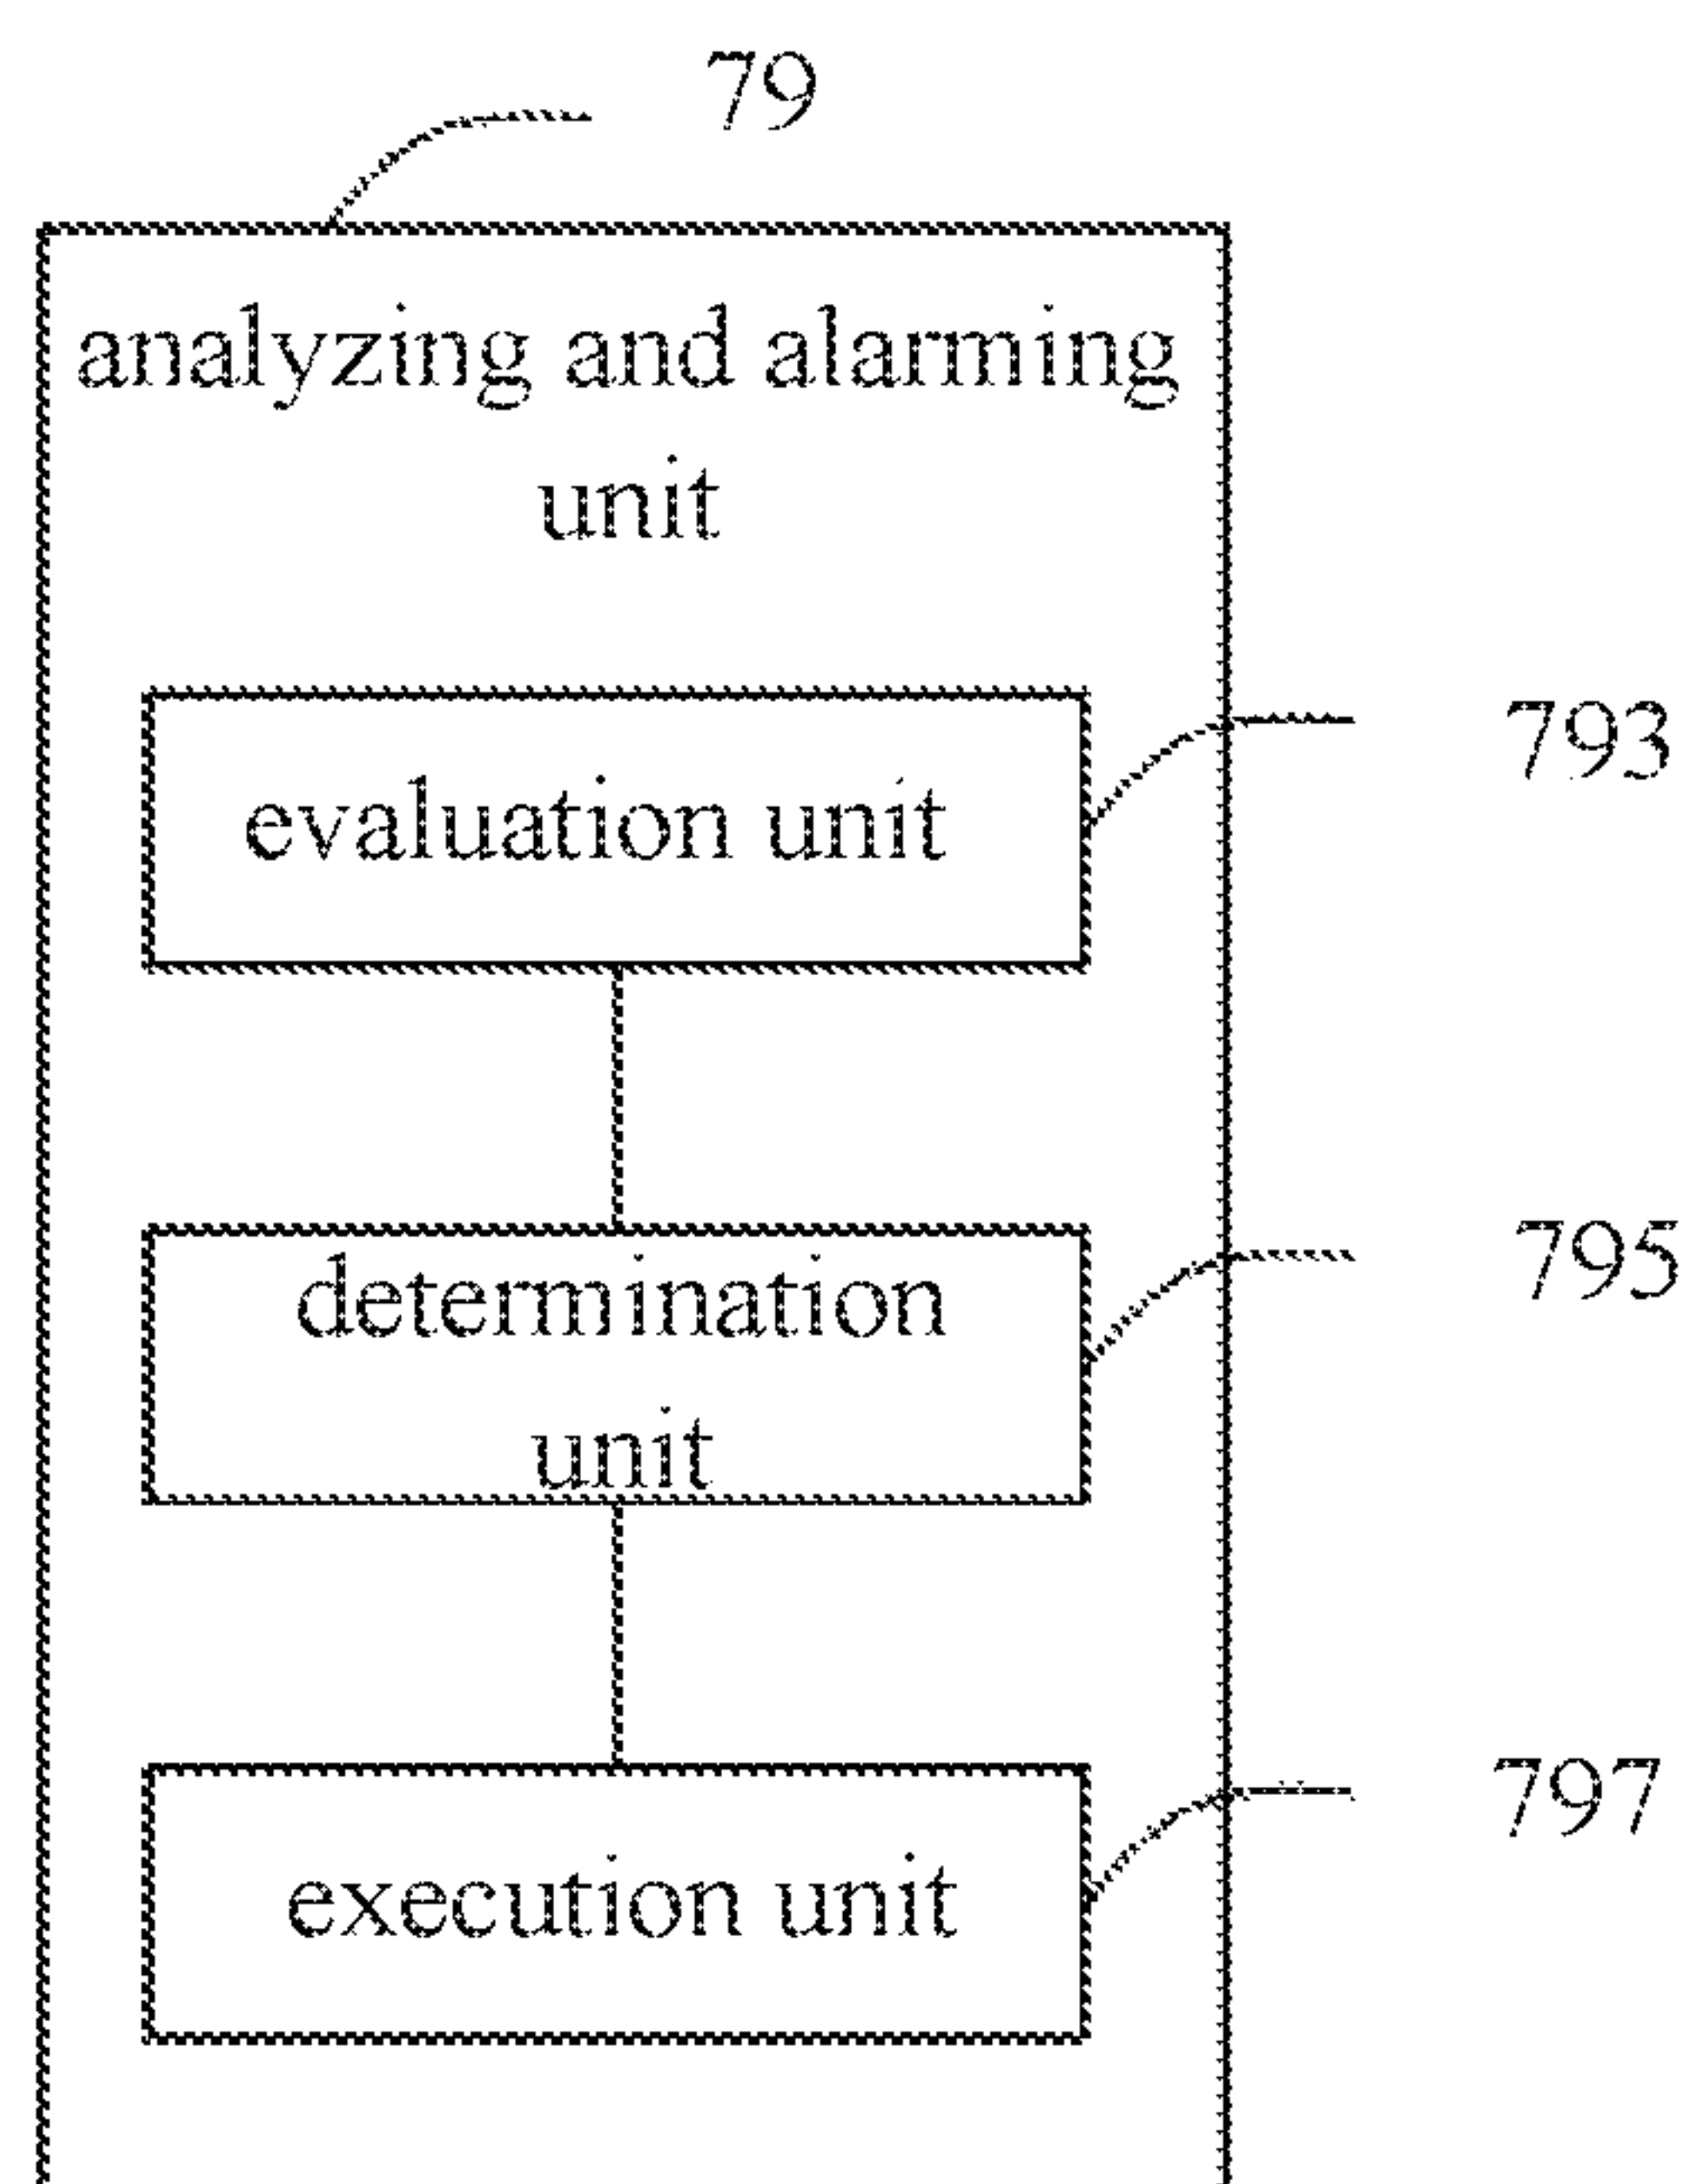 79
analyzing and alarming
unit
793
evaluation unit
795
determination
unit
797
execution unit